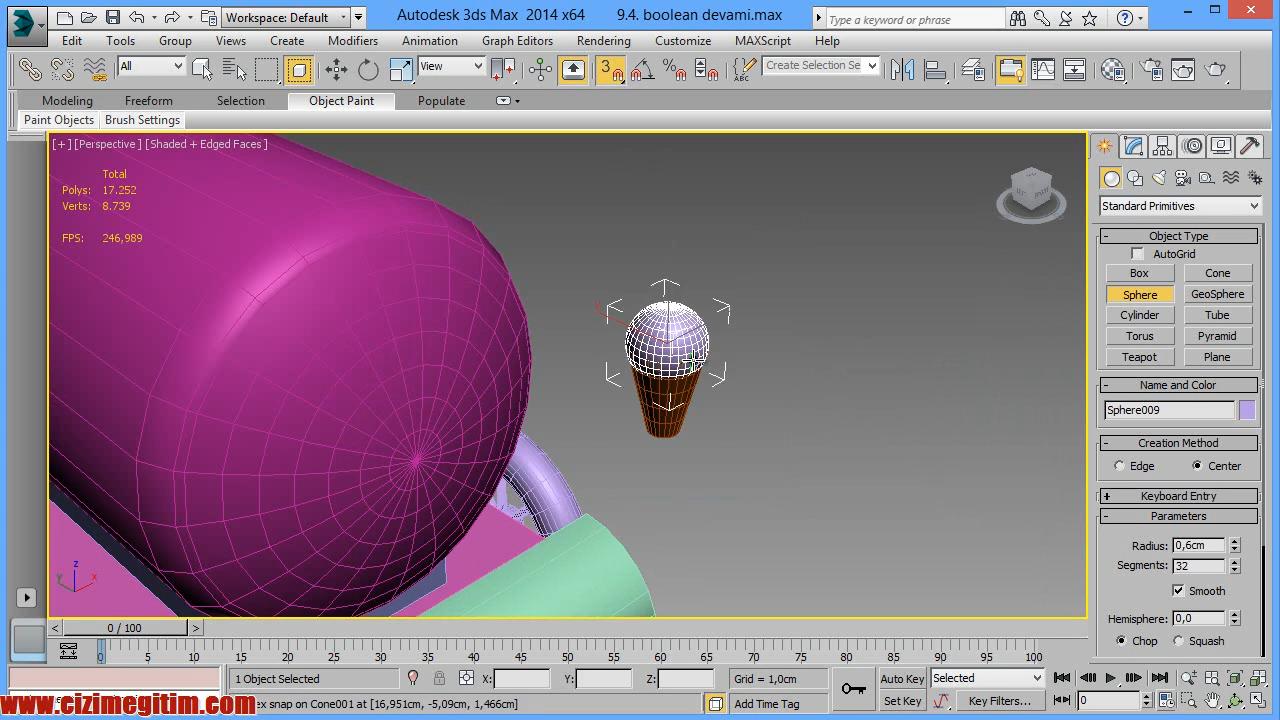 Workspace: Default
Autodesk 3ds Max 2014 x64 9.4. boolean devami.max
Type a keyword or phrase
Edit Tools Group Views Create Modifiers Animation Graph Editors Rendering Customize MAXScript Help
All
View
3
ABC
Create Selection Se
Modeling Freeform Selection Object Paint Populate
Paint Objects Brush Settings
[+] [Perspective] [Shaded + Edged Faces]
Total
Polys: 17.252
Verts: 8.739
FPS: 246,989
z
y
x
Standard Primitives
- Object Type
AutoGrid
Box Cone
Sphere GeoSphere
Cylinder Tube
Torus Pyramid
Teapot Plane
- Name and Color
Sphere009
- Creation Method
Edge Center
+ Keyboard Entry
- Parameters
Radius: 0,6cm
Segments: 32
Smooth
Hemisphere: 0,0
Chop Squash
< 0 / 100 >
0 5 10 15 20 25 30 35 40 45 50 55 60 65 70 75 80 85 90 95 100
1 Object Selected X: Y: Z: Grid = 1,0cm
Auto Key Selected
www.cizimegitim.com
ex snap on Cone001 at [16,951cm, -5,09cm, 1,466cm]
Add Time Tag
Set Key Key Filters... 0